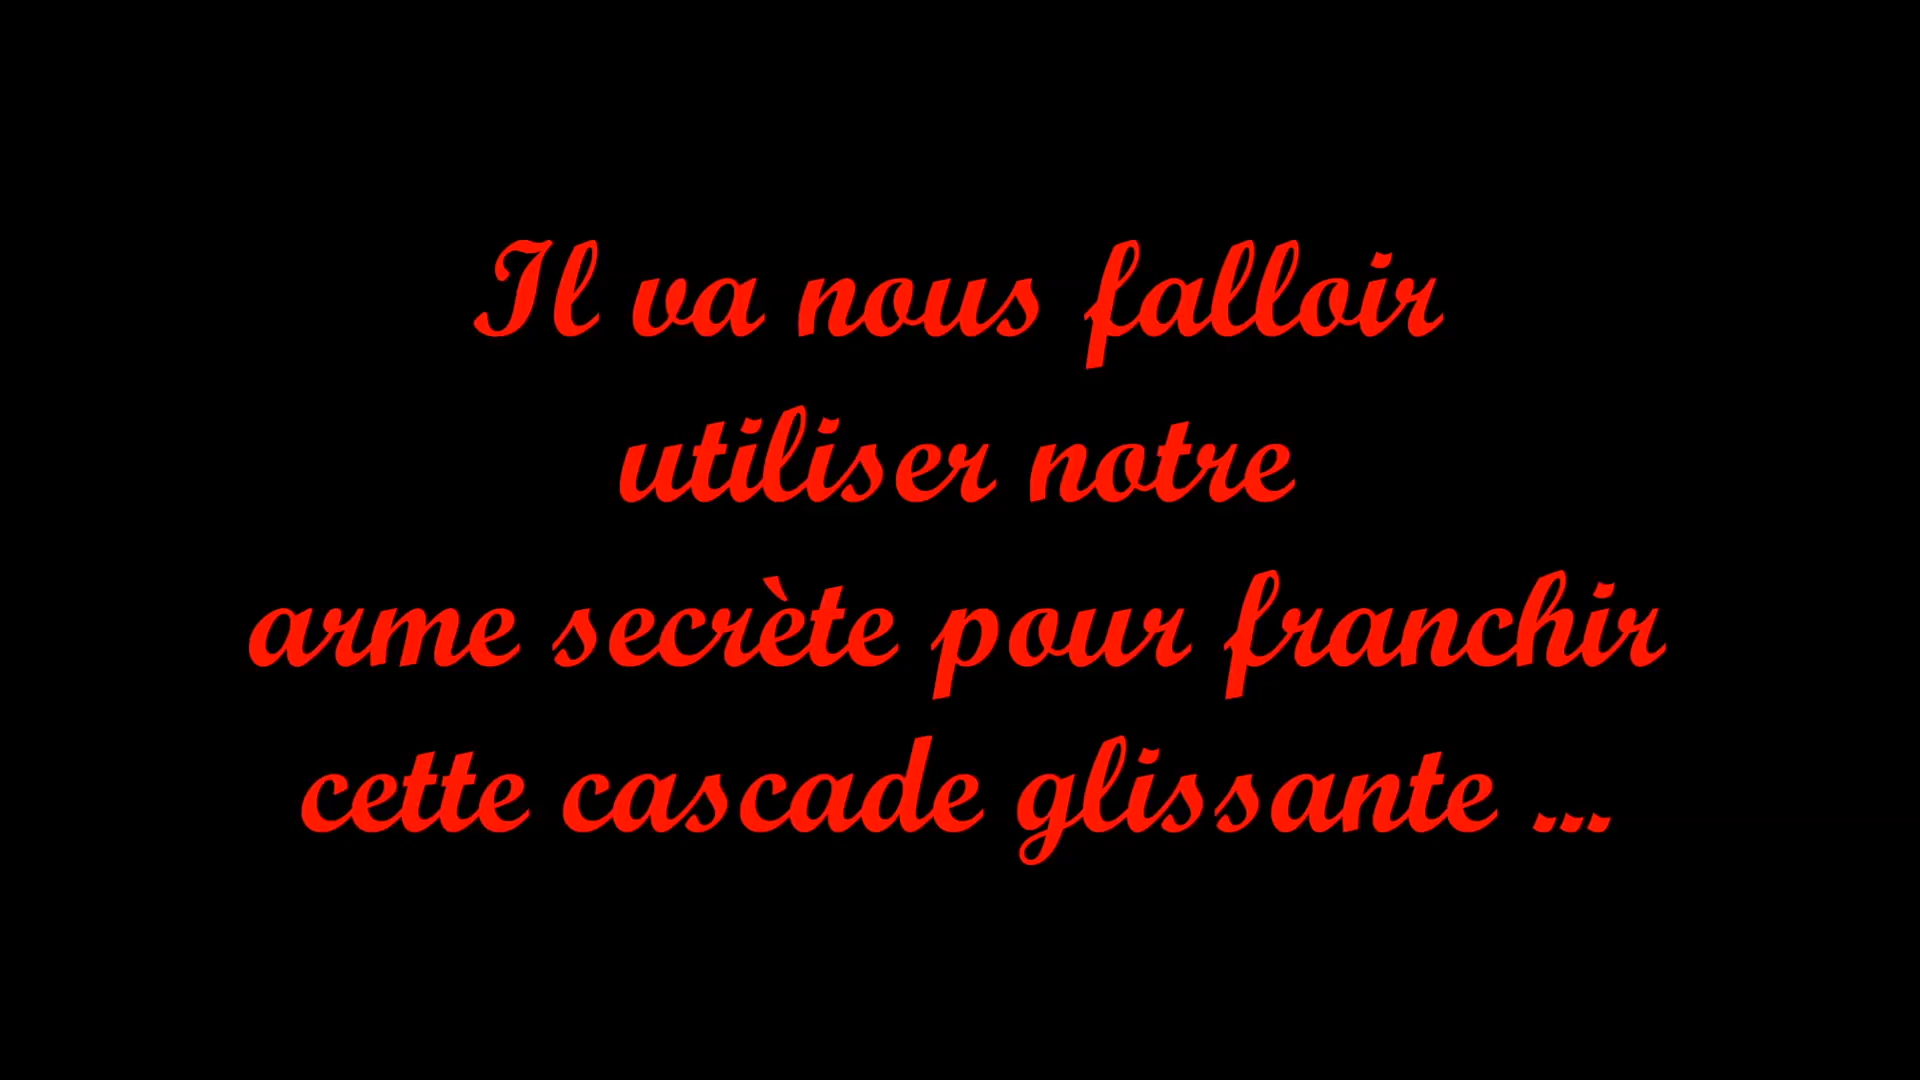 Il va nous falloir
utiliser notre
arme secrète pour franchir
cette cascade glissante ...